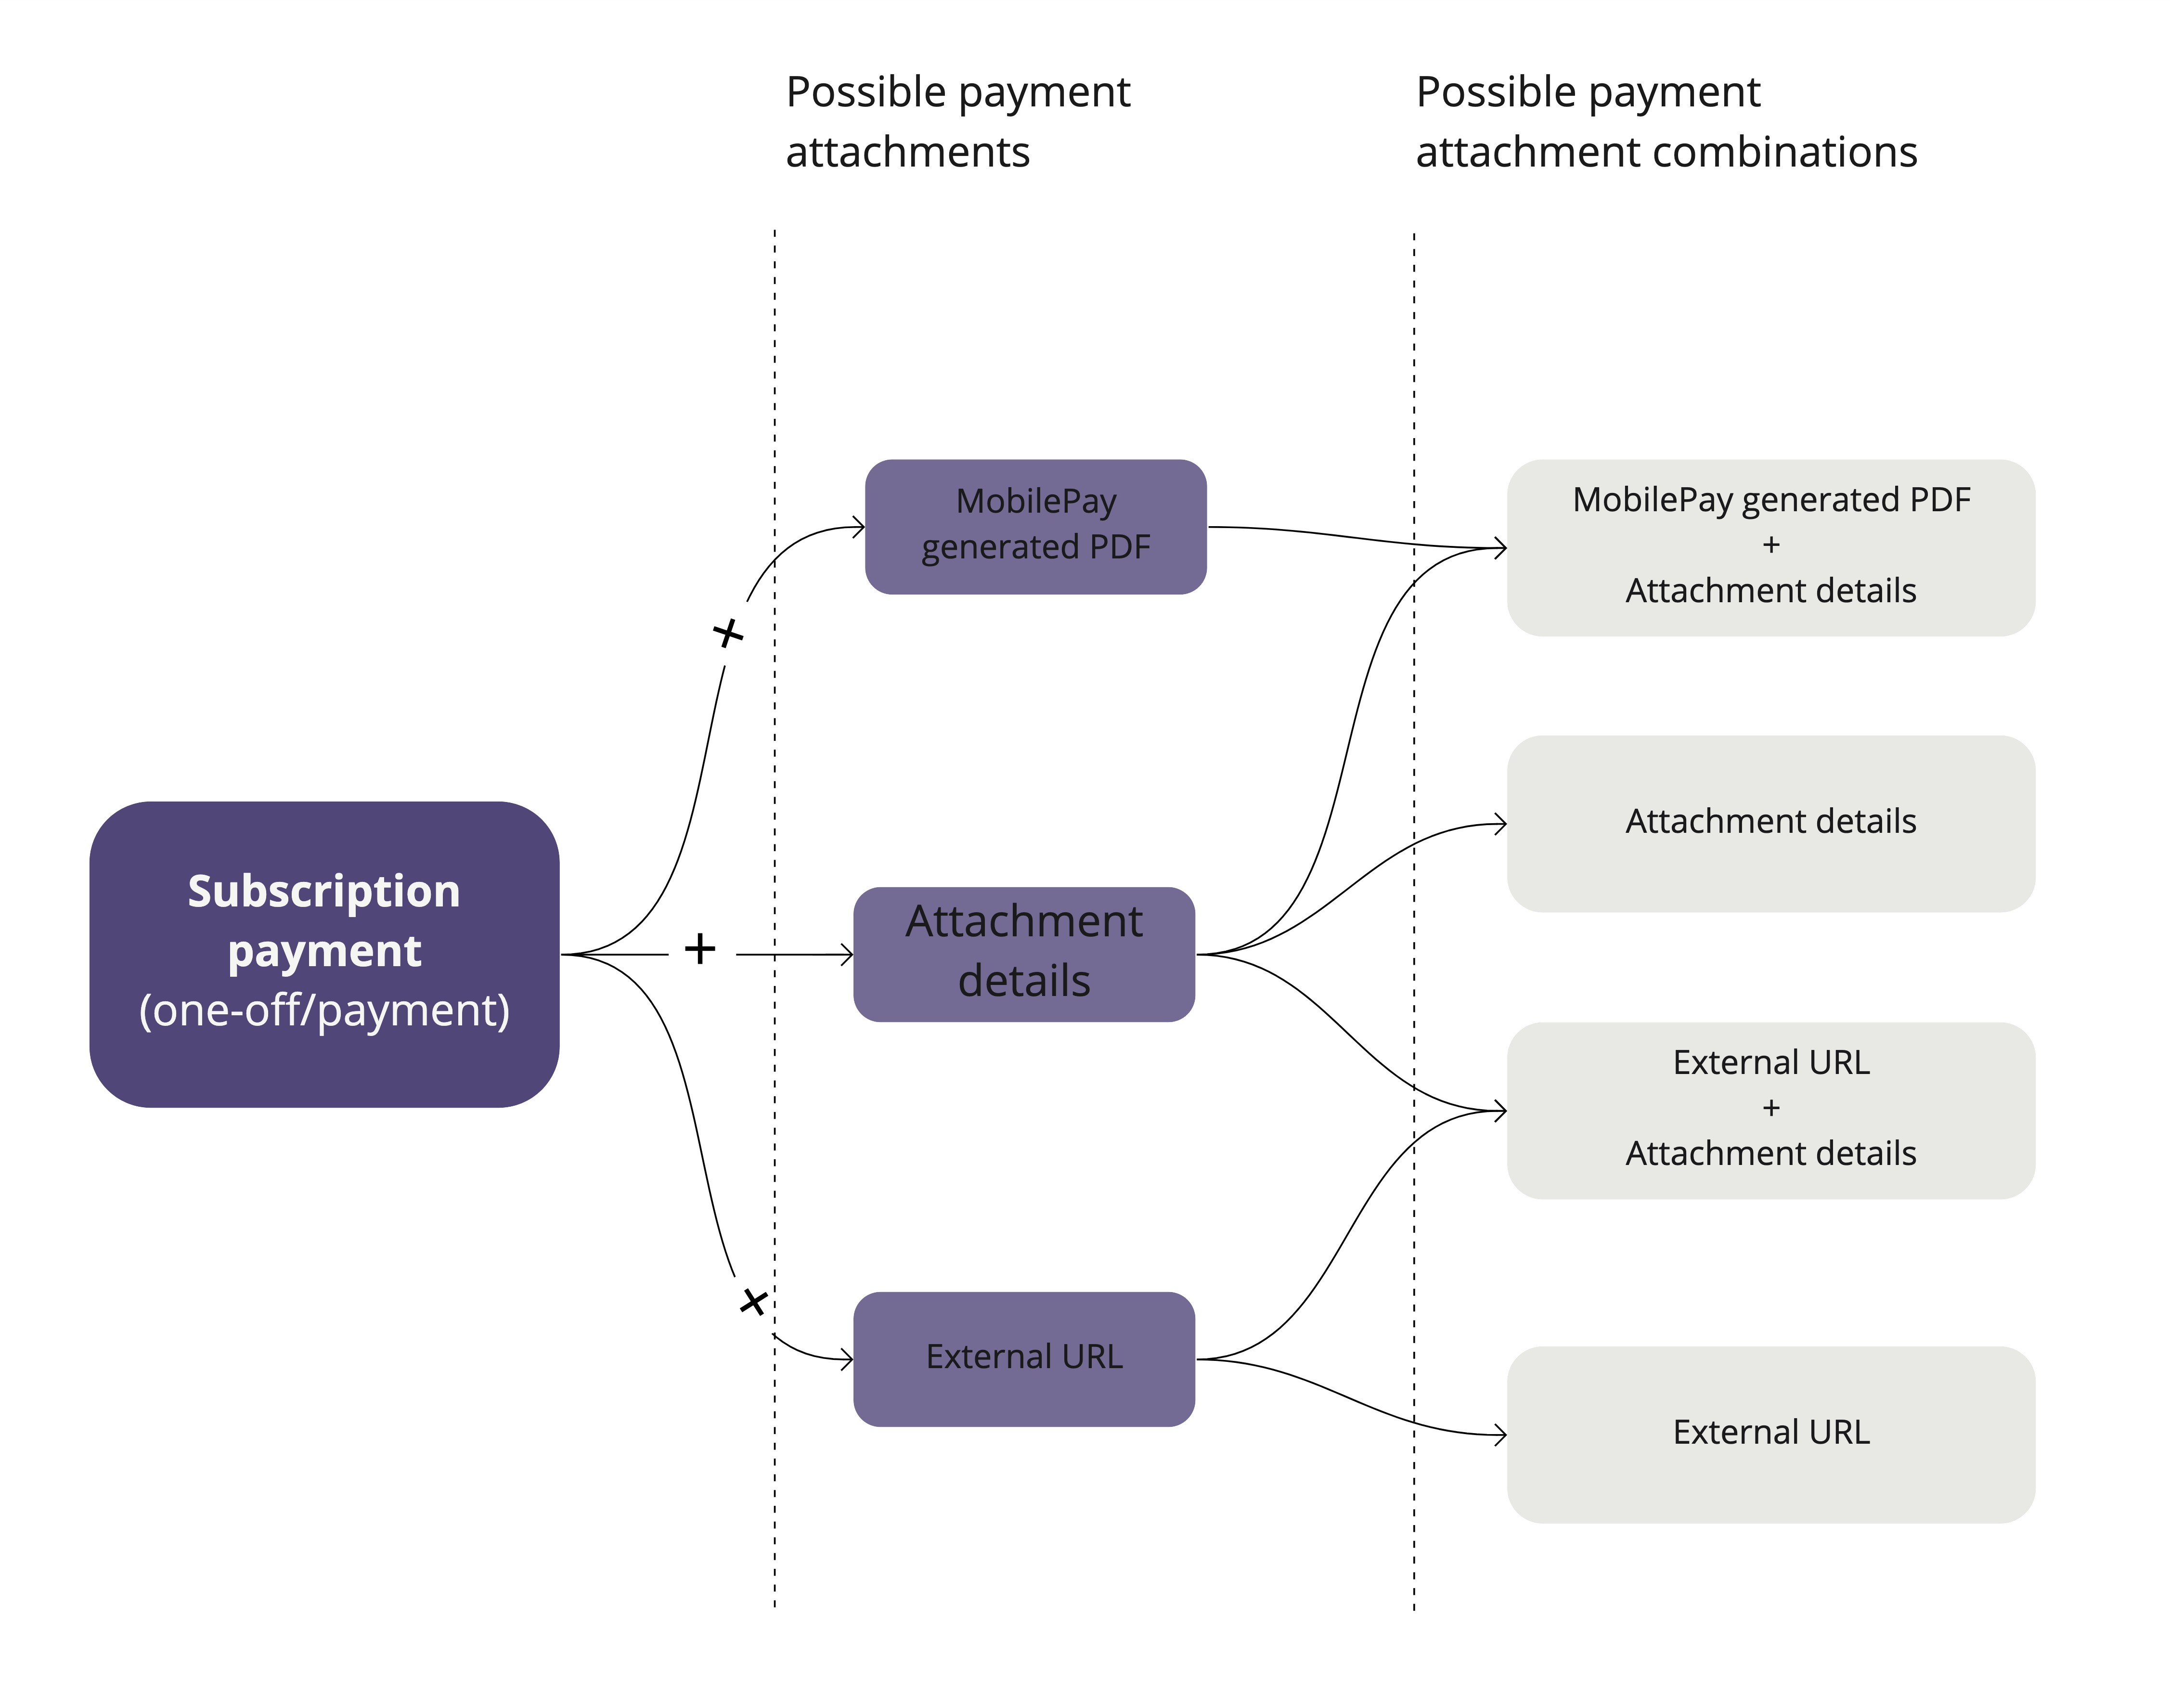 Possible payment
attachments
Possible payment
attachment combinations
Subscription
payment
(one-off/payment)
+
+
+
MobilePay
generated PDF
Attachment
details
External URL
MobilePay generated PDF
+
Attachment details
Attachment details
External URL
+
Attachment details
External URL